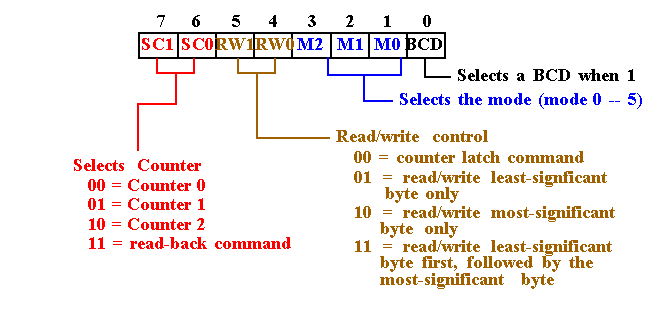 7 6 5 4 3 2 1 0
SC1 SC0 RW1 RW0 M2 M1 M0 BCD
Selects a BCD when 1
Selects the mode (mode 0 -- 5)
Read/write control
00 = counter latch command
01 = read/write least-signficant
byte only
10 = read/write most-significant
byte only
11 = read/write least-significant
byte first, followed by the
most-significant byte
Selects Counter
00 = Counter 0
01 = Counter 1
10 = Counter 2
11 = read-back command